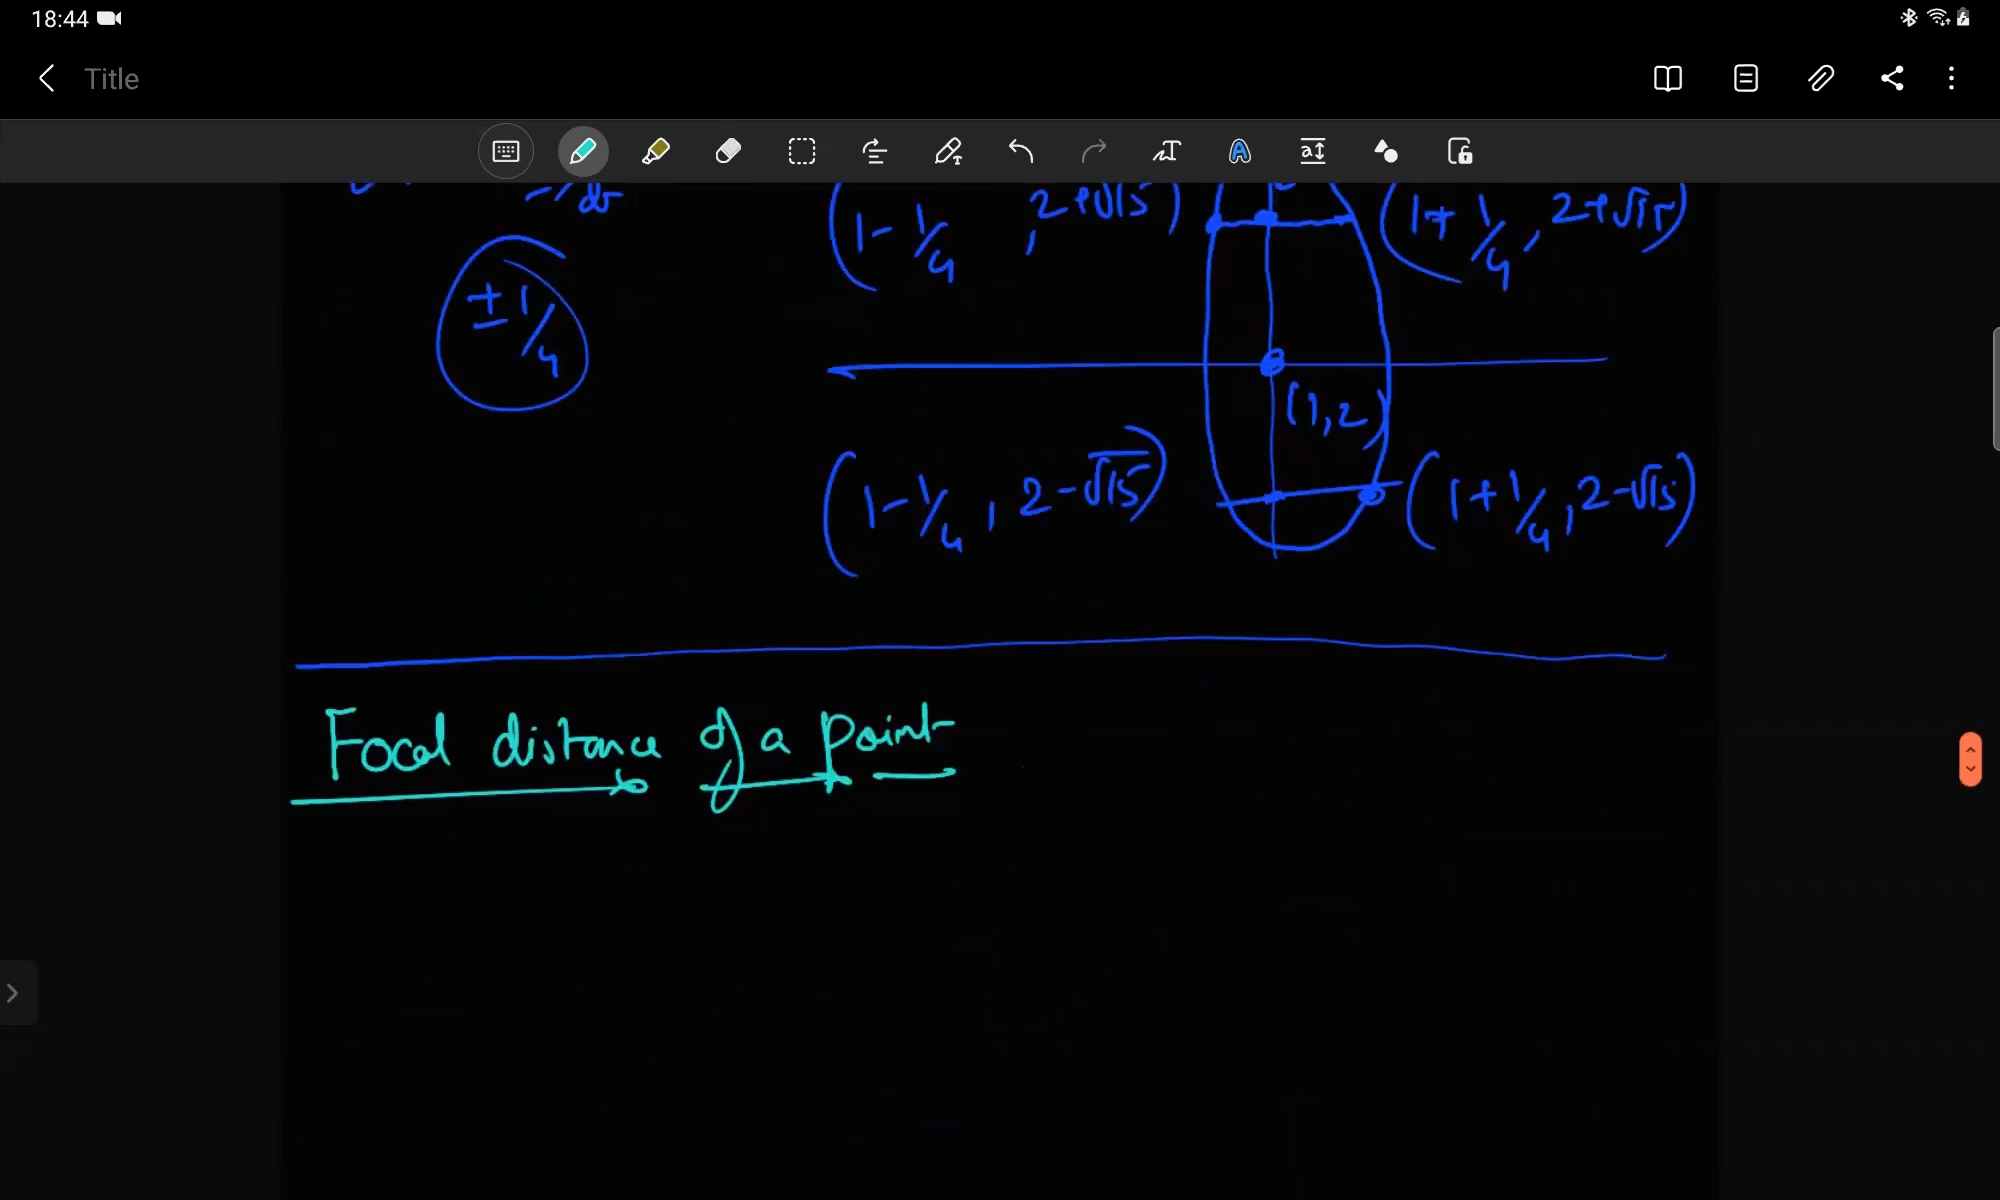 18:44
Title
(1 - 1/4, 2+√15) (1 + 1/4, 2+√15)
± 1/4
(1,2)
(1 - 1/4, 2-√15) (1 + 1/4, 2-√15)
Focal distance of a point